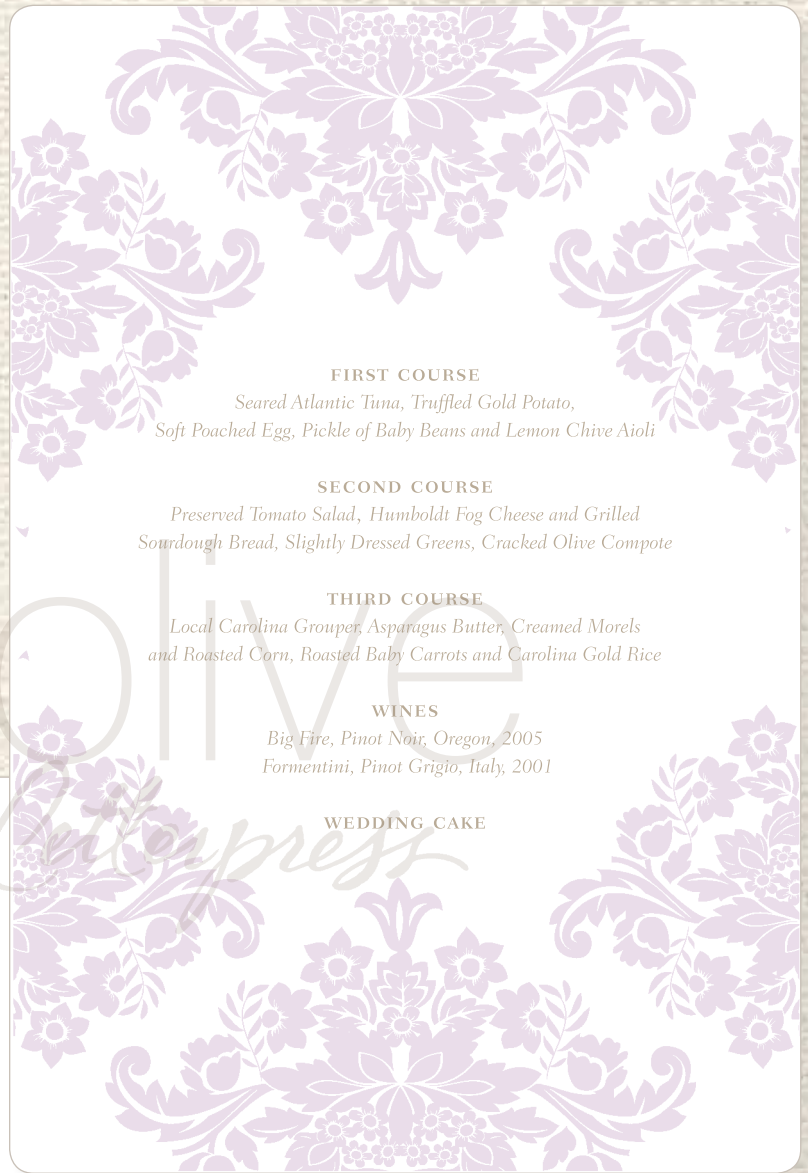 FIRST COURSE
Seared Atlantic Tuna, Truffled Gold Potato,
Soft Poached Egg, Pickle of Baby Beans and Lemon Chive Aioli
SECOND COURSE
Preserved Tomato Salad, Humboldt Fog Cheese and Grilled
Sourdough Bread, Slightly Dressed Greens, Cracked Olive Compote
THIRD COURSE
Local Carolina Grouper, Asparagus Butter, Creamed Morels
and Roasted Corn, Roasted Baby Carrots and Carolina Gold Rice
WINES
Big Fire, Pinot Noir, Oregon, 2005
Formentini, Pinot Grigio, Italy, 2001
WEDDING CAKE
olive
letterpress